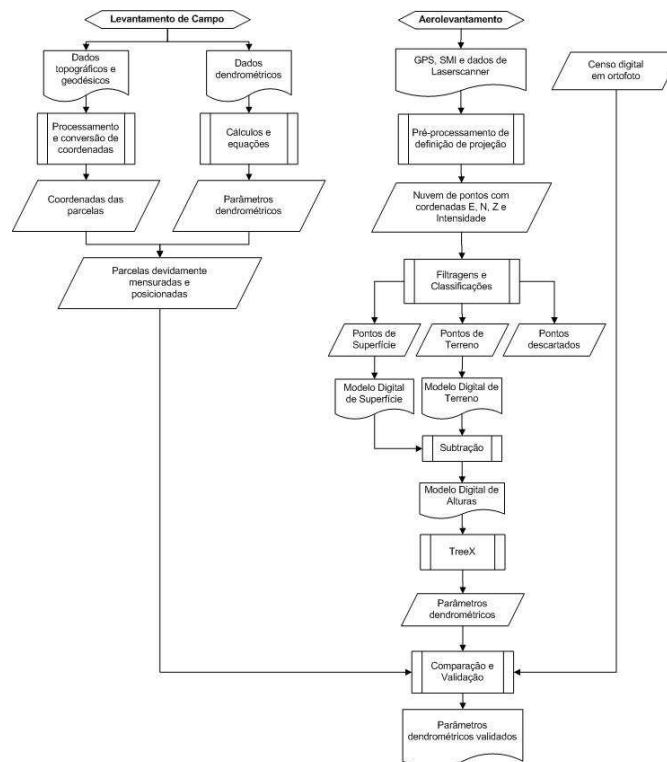 Levantamento de Campo
Dados
topográficos e
geodésicos
Dados
dendrométricos
Processamento
e conversão de
coordenadas
Cálculos e
equações
Coordenadas das
parcelas
Parâmetros
dendrométricos
Parcelas devidamente
mensuradas e
posicionadas
Aerolevantamento
GPS, SMI e dados de
Laserscanner
Pré-processamento de
definição de projeção
Nuvem de pontos com
cordenadas E, N, Z e
Intensidade
Filtragens e
Classificações
Pontos de
Superfície
Pontos de
Terreno
Pontos
descartados
Modelo Digital
de Superfície
Modelo Digital de
Terreno
Subtração
Modelo Digital de
Alturas
TreeX
Parâmetros
dendrométricos
Censo digital
em ortofoto
Comparação e
Validação
Parâmetros
dendrométricos validados